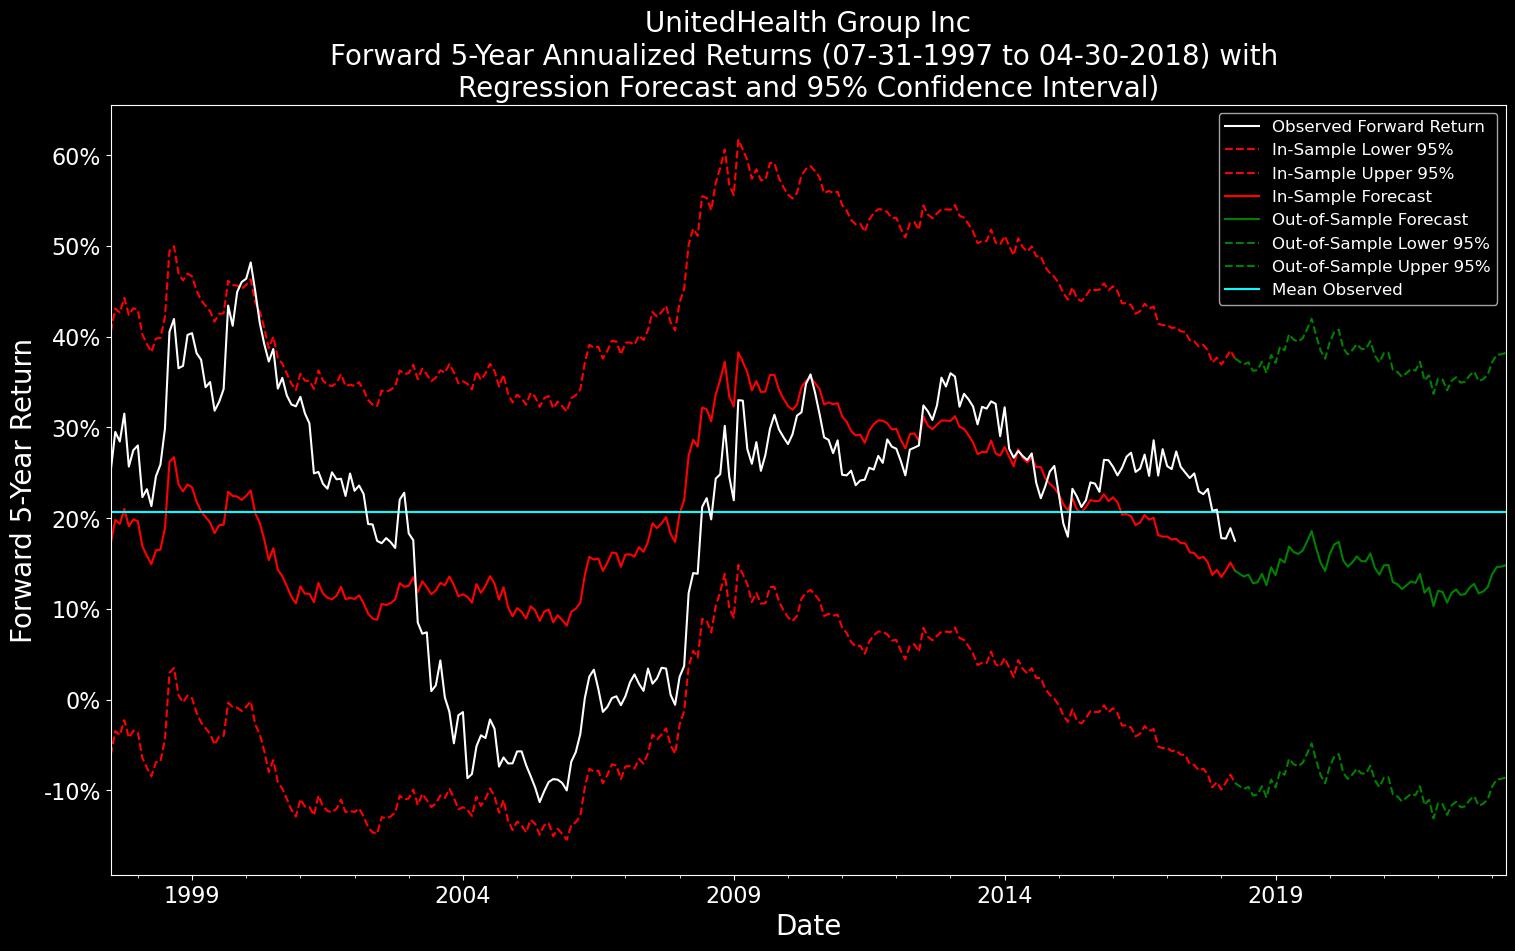 UnitedHealth Group Inc
Forward 5-Year Annualized Returns (07-31-1997 to 04-30-2018) with
Regression Forecast and 95% Confidence Interval)
Observed Forward Return
In-Sample Lower 95%
In-Sample Upper 95%
In-Sample Forecast
Out-of-Sample Forecast
Out-of-Sample Lower 95%
Out-of-Sample Upper 95%
Mean Observed
Forward 5-Year Return
60%
50%
40%
30%
20%
10%
0%
-10%
1999
2004
2009
2014
2019
Date